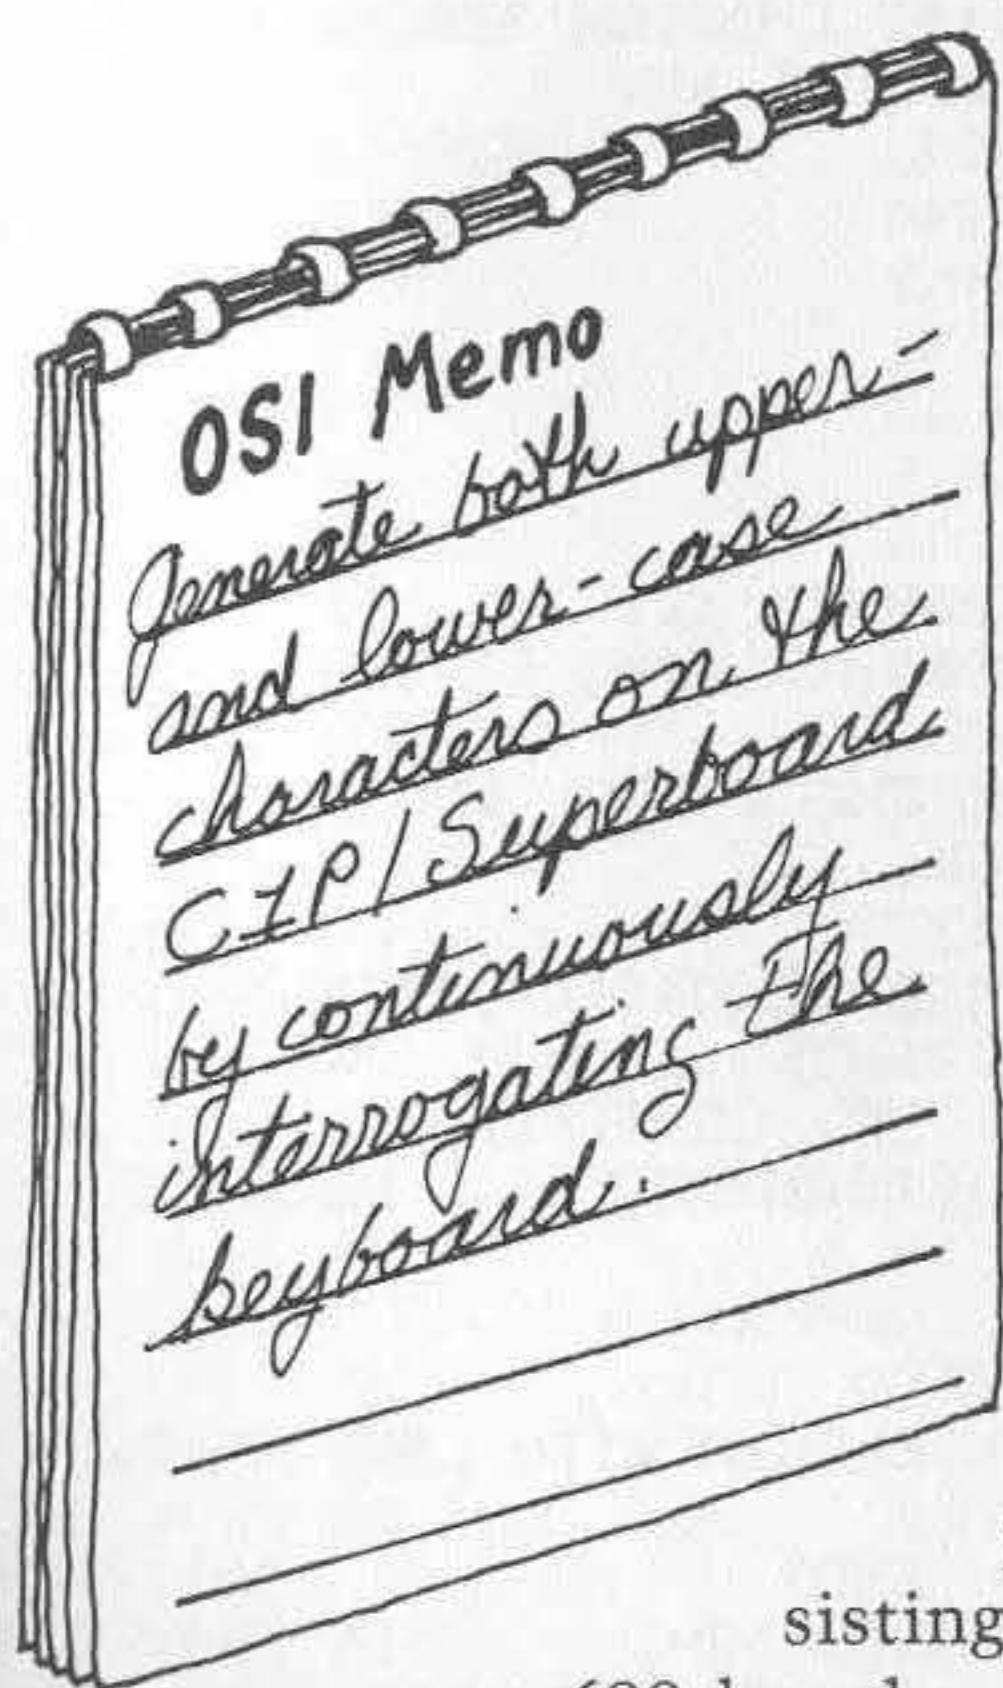 OSI Memo
Generate both upper-
and lower-case
characters on the
C1P/Superboard
by continuously
interrogating the
keyboard.
sisting